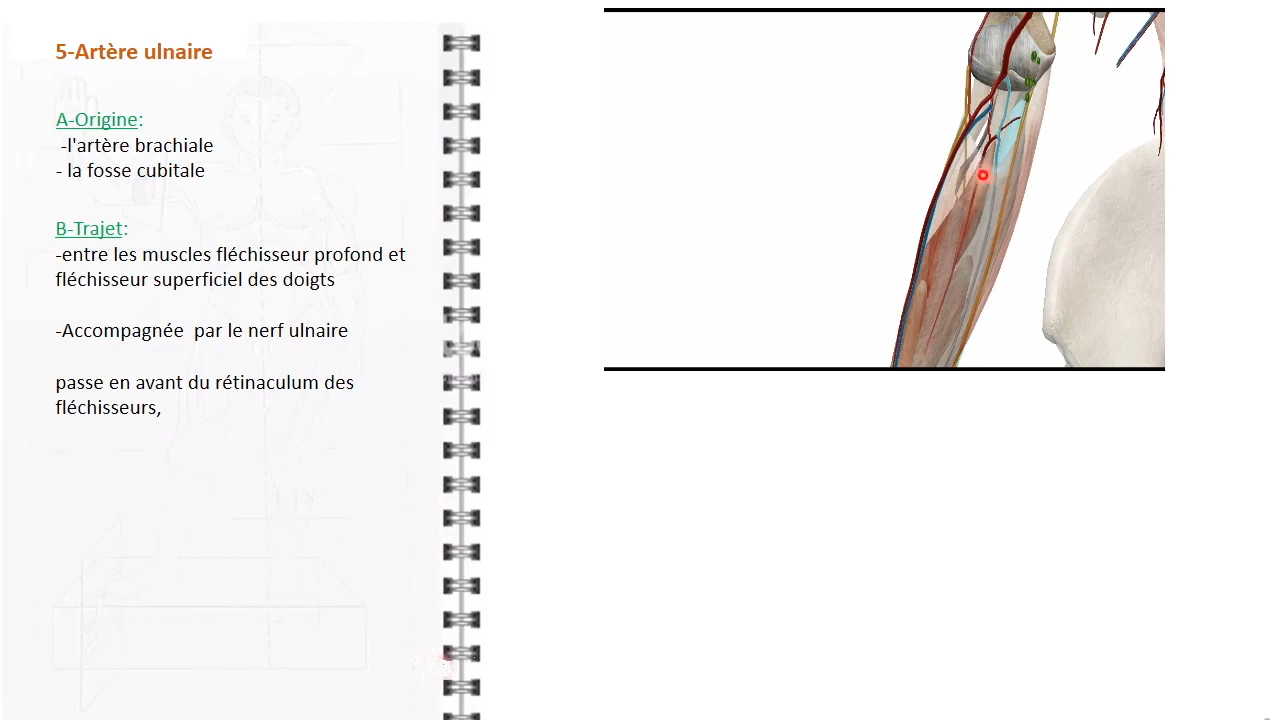 5-Artère ulnaire
A-Origine:
-l'artère brachiale
- la fosse cubitale
B-Trajet:
-entre les muscles fléchisseur profond et
fléchisseur superficiel des doigts
-Accompagnée  par le nerf ulnaire
passe en avant du rétinaculum des
fléchisseurs,